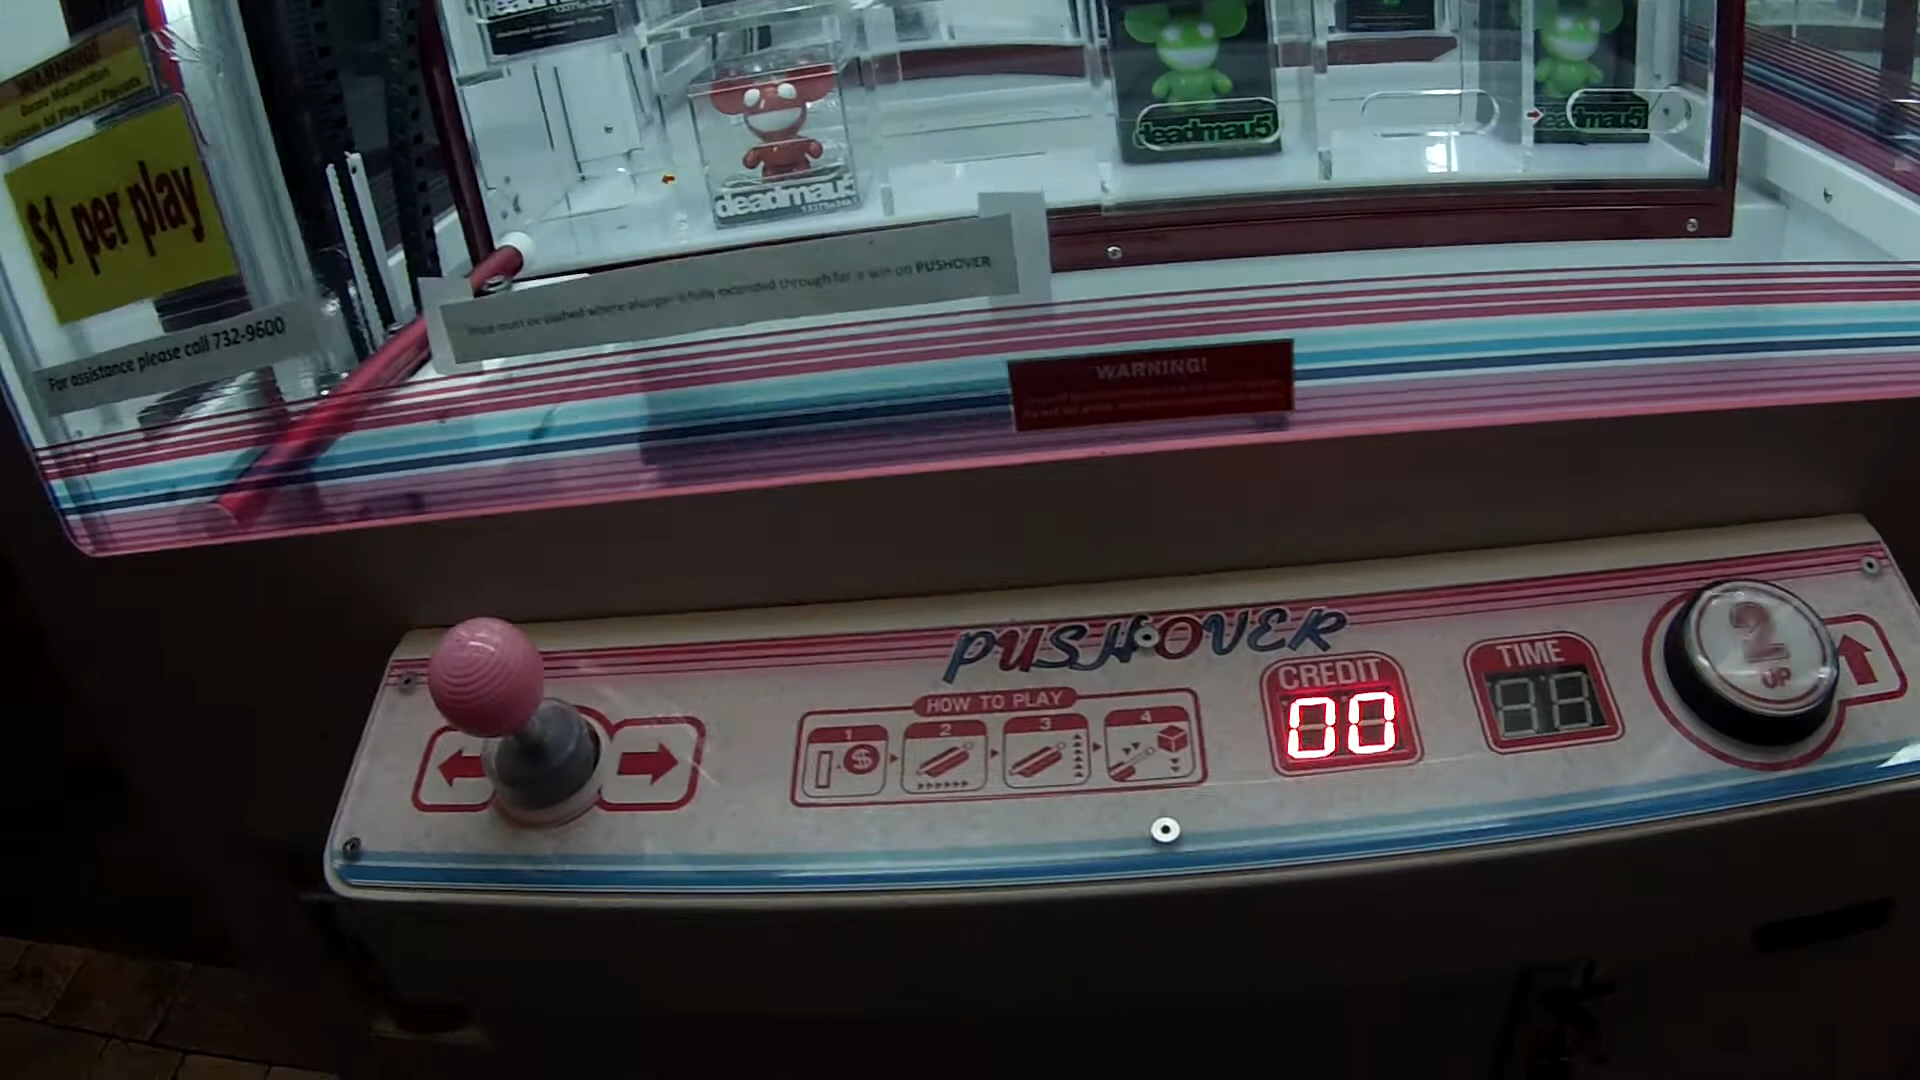 WARNING!
Game Malfunction
$1 per play
For assistance please call 732-9600
deadmau5
deadmau5
deadmau5
Prize must be pushed where plunger is fully extended through for a win on PUSHOVER
WARNING!
PUSHOVER
HOW TO PLAY
1 2 3 4
$
CREDIT
00
TIME
2
UP